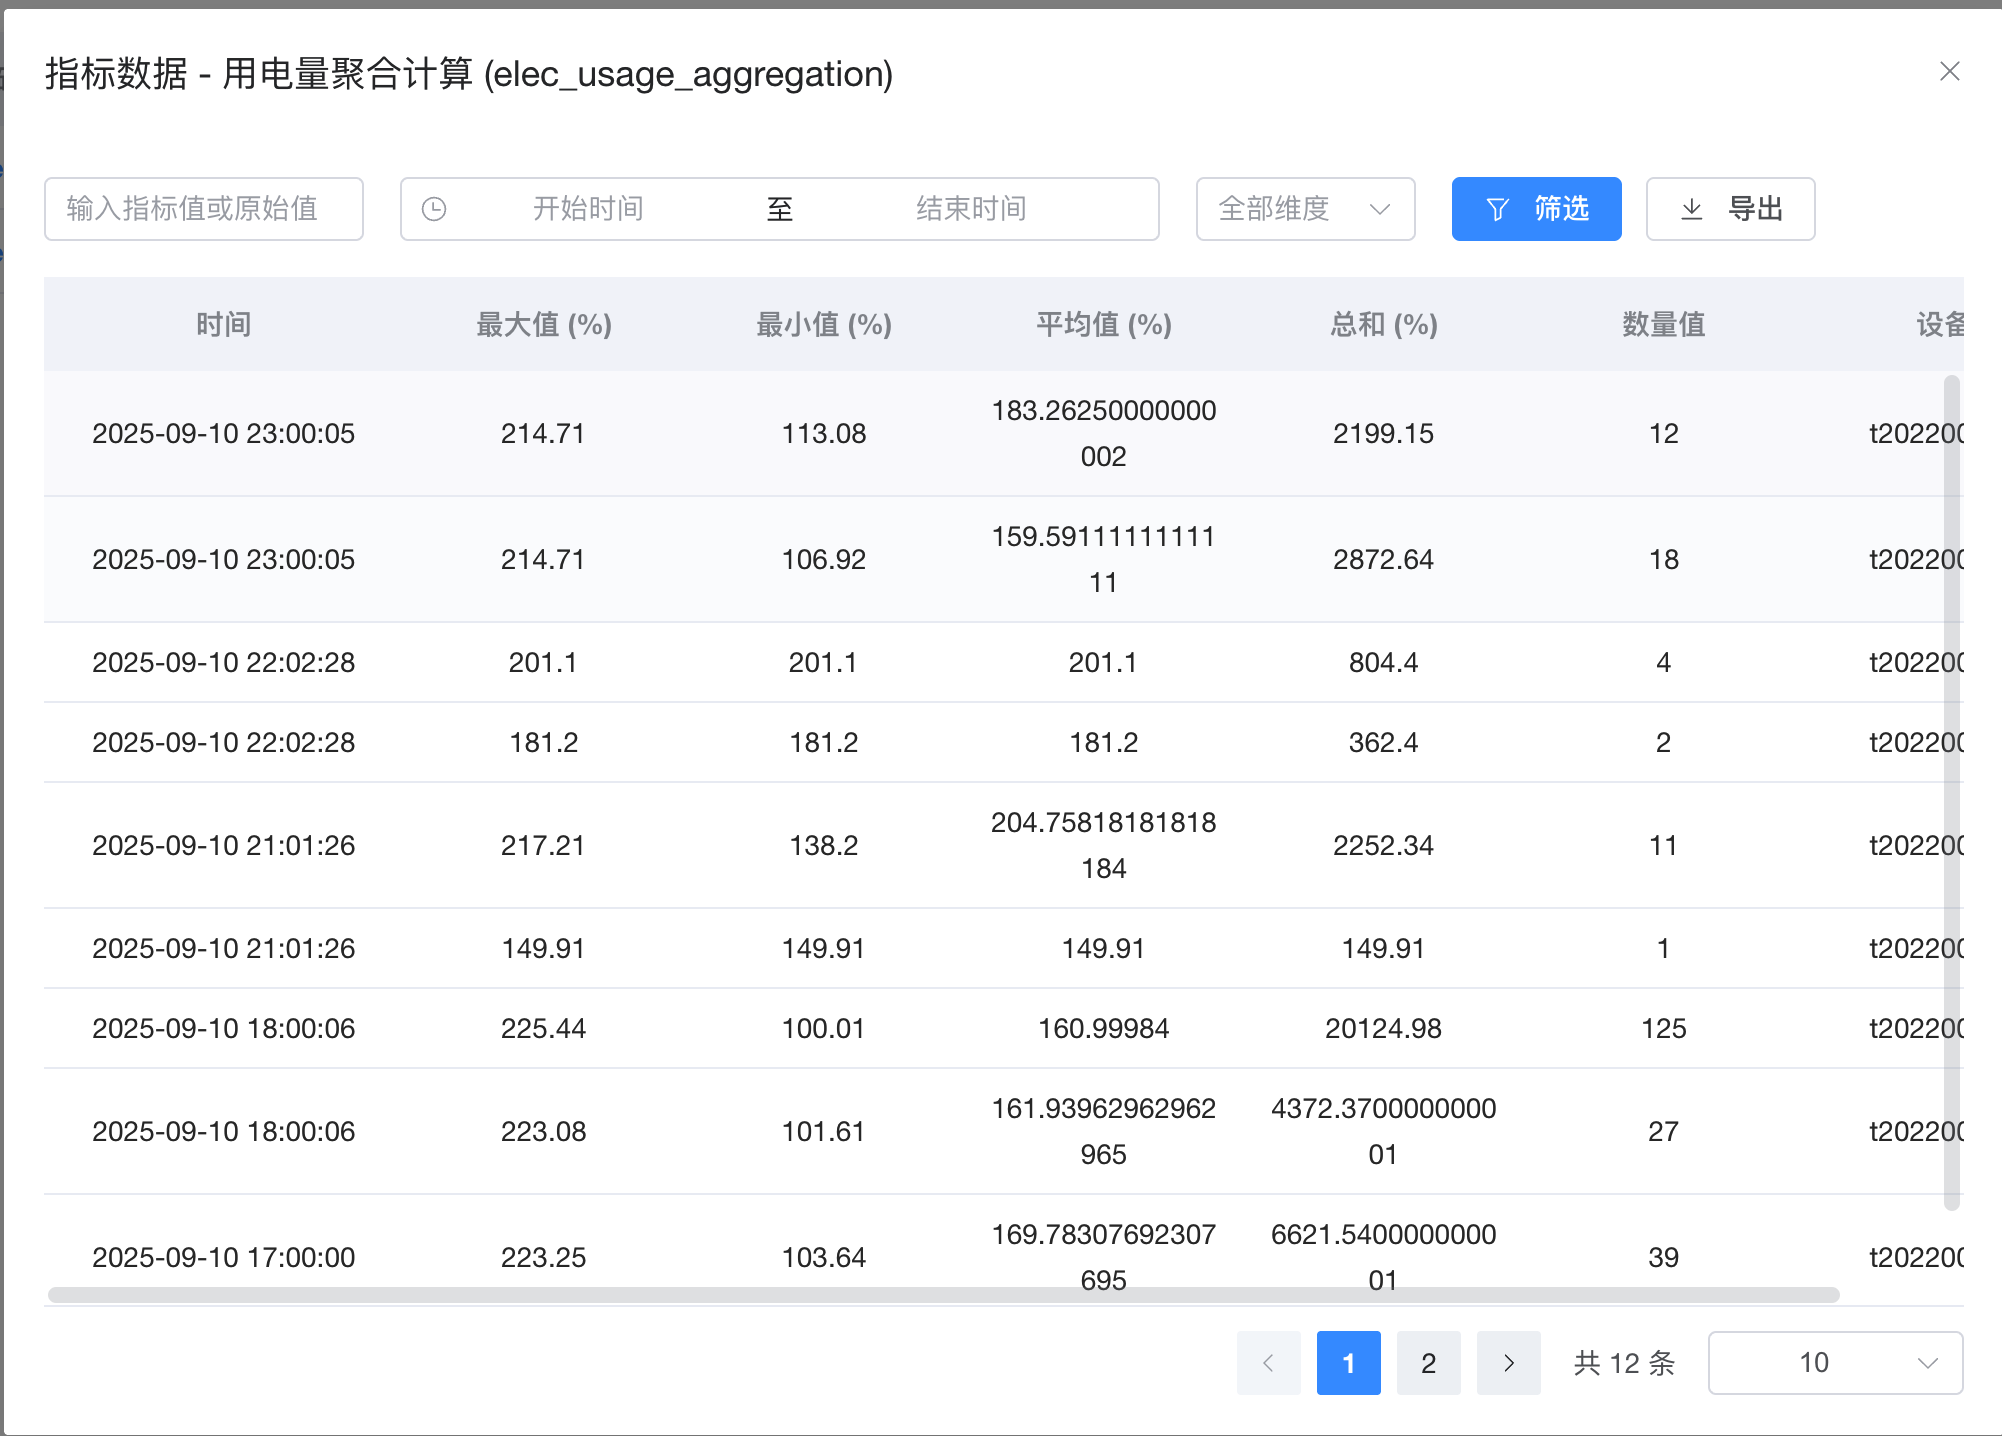 指标数据 - 用电量聚合计算 (elec_usage_aggregation)
输入指标值或原始值 开始时间 至 结束时间 全部维度 筛选 导出
时间 最大值 (%) 最小值 (%) 平均值 (%) 总和 (%) 数量值 设备
2025-09-10 23:00:05 214.71 113.08 183.26250000000002 2199.15 12 t202200
2025-09-10 23:00:05 214.71 106.92 159.5911111111111 2872.64 18 t202200
2025-09-10 22:02:28 201.1 201.1 201.1 804.4 4 t202200
2025-09-10 22:02:28 181.2 181.2 181.2 362.4 2 t202200
2025-09-10 21:01:26 217.21 138.2 204.75818181818184 2252.34 11 t202200
2025-09-10 21:01:26 149.91 149.91 149.91 149.91 1 t202200
2025-09-10 18:00:06 225.44 100.01 160.99984 20124.98 125 t202200
2025-09-10 18:00:06 223.08 101.61 161.93962962962965 4372.370000000001 27 t202200
2025-09-10 17:00:00 223.25 103.64 169.78307692307695 6621.540000000001 39 t202200
1 2 共 12 条 10